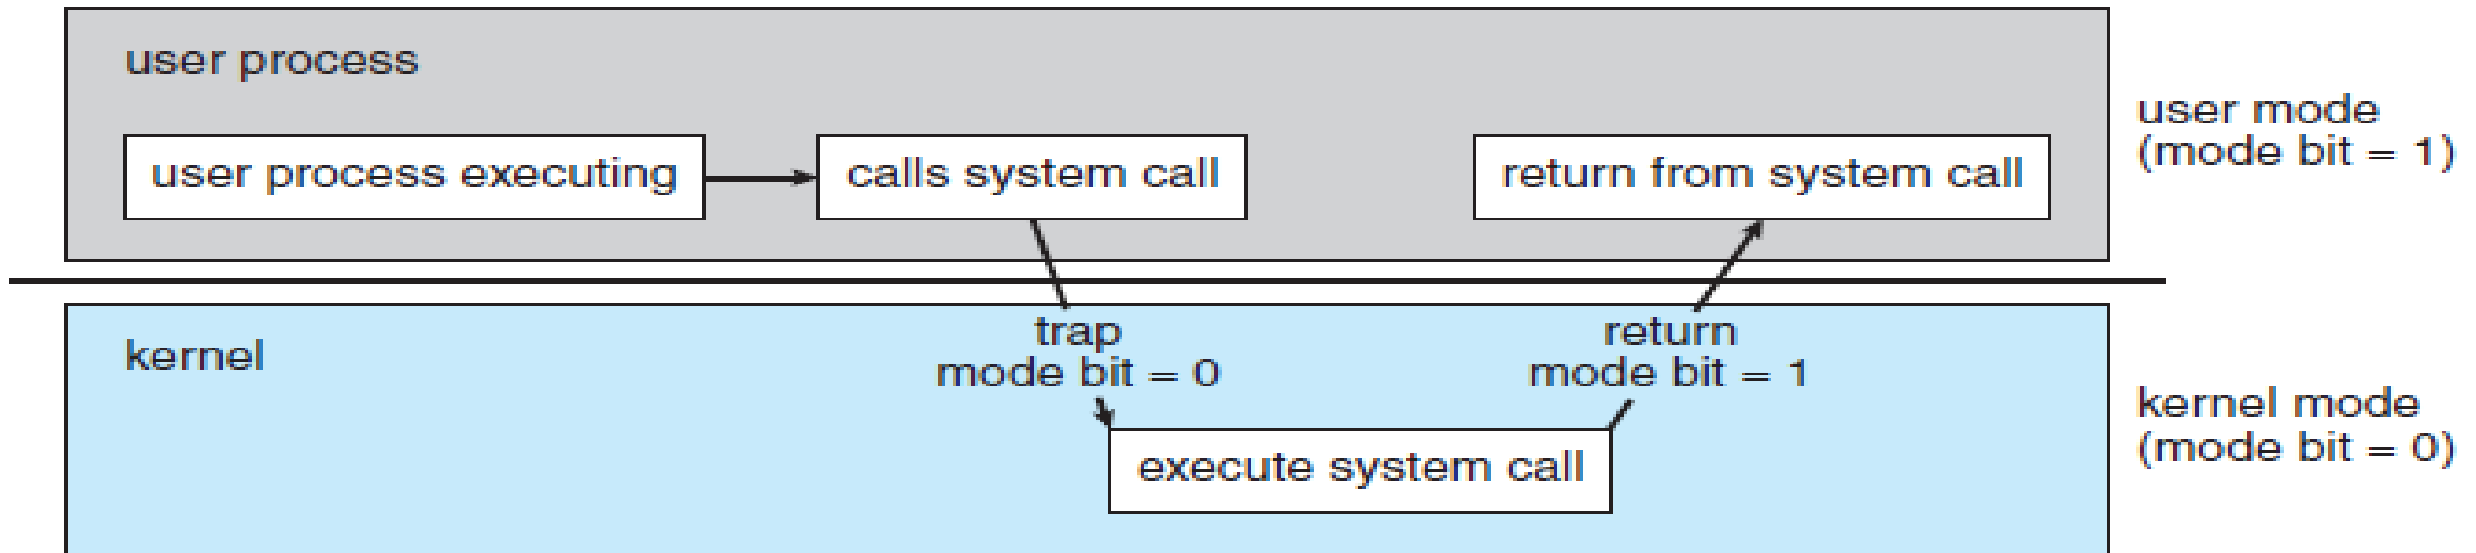 user process
user process executing
calls system call
return from system call
user mode
(mode bit = 1)
kernel
trap
mode bit = 0
return
mode bit = 1
execute system call
kernel mode
(mode bit = 0)